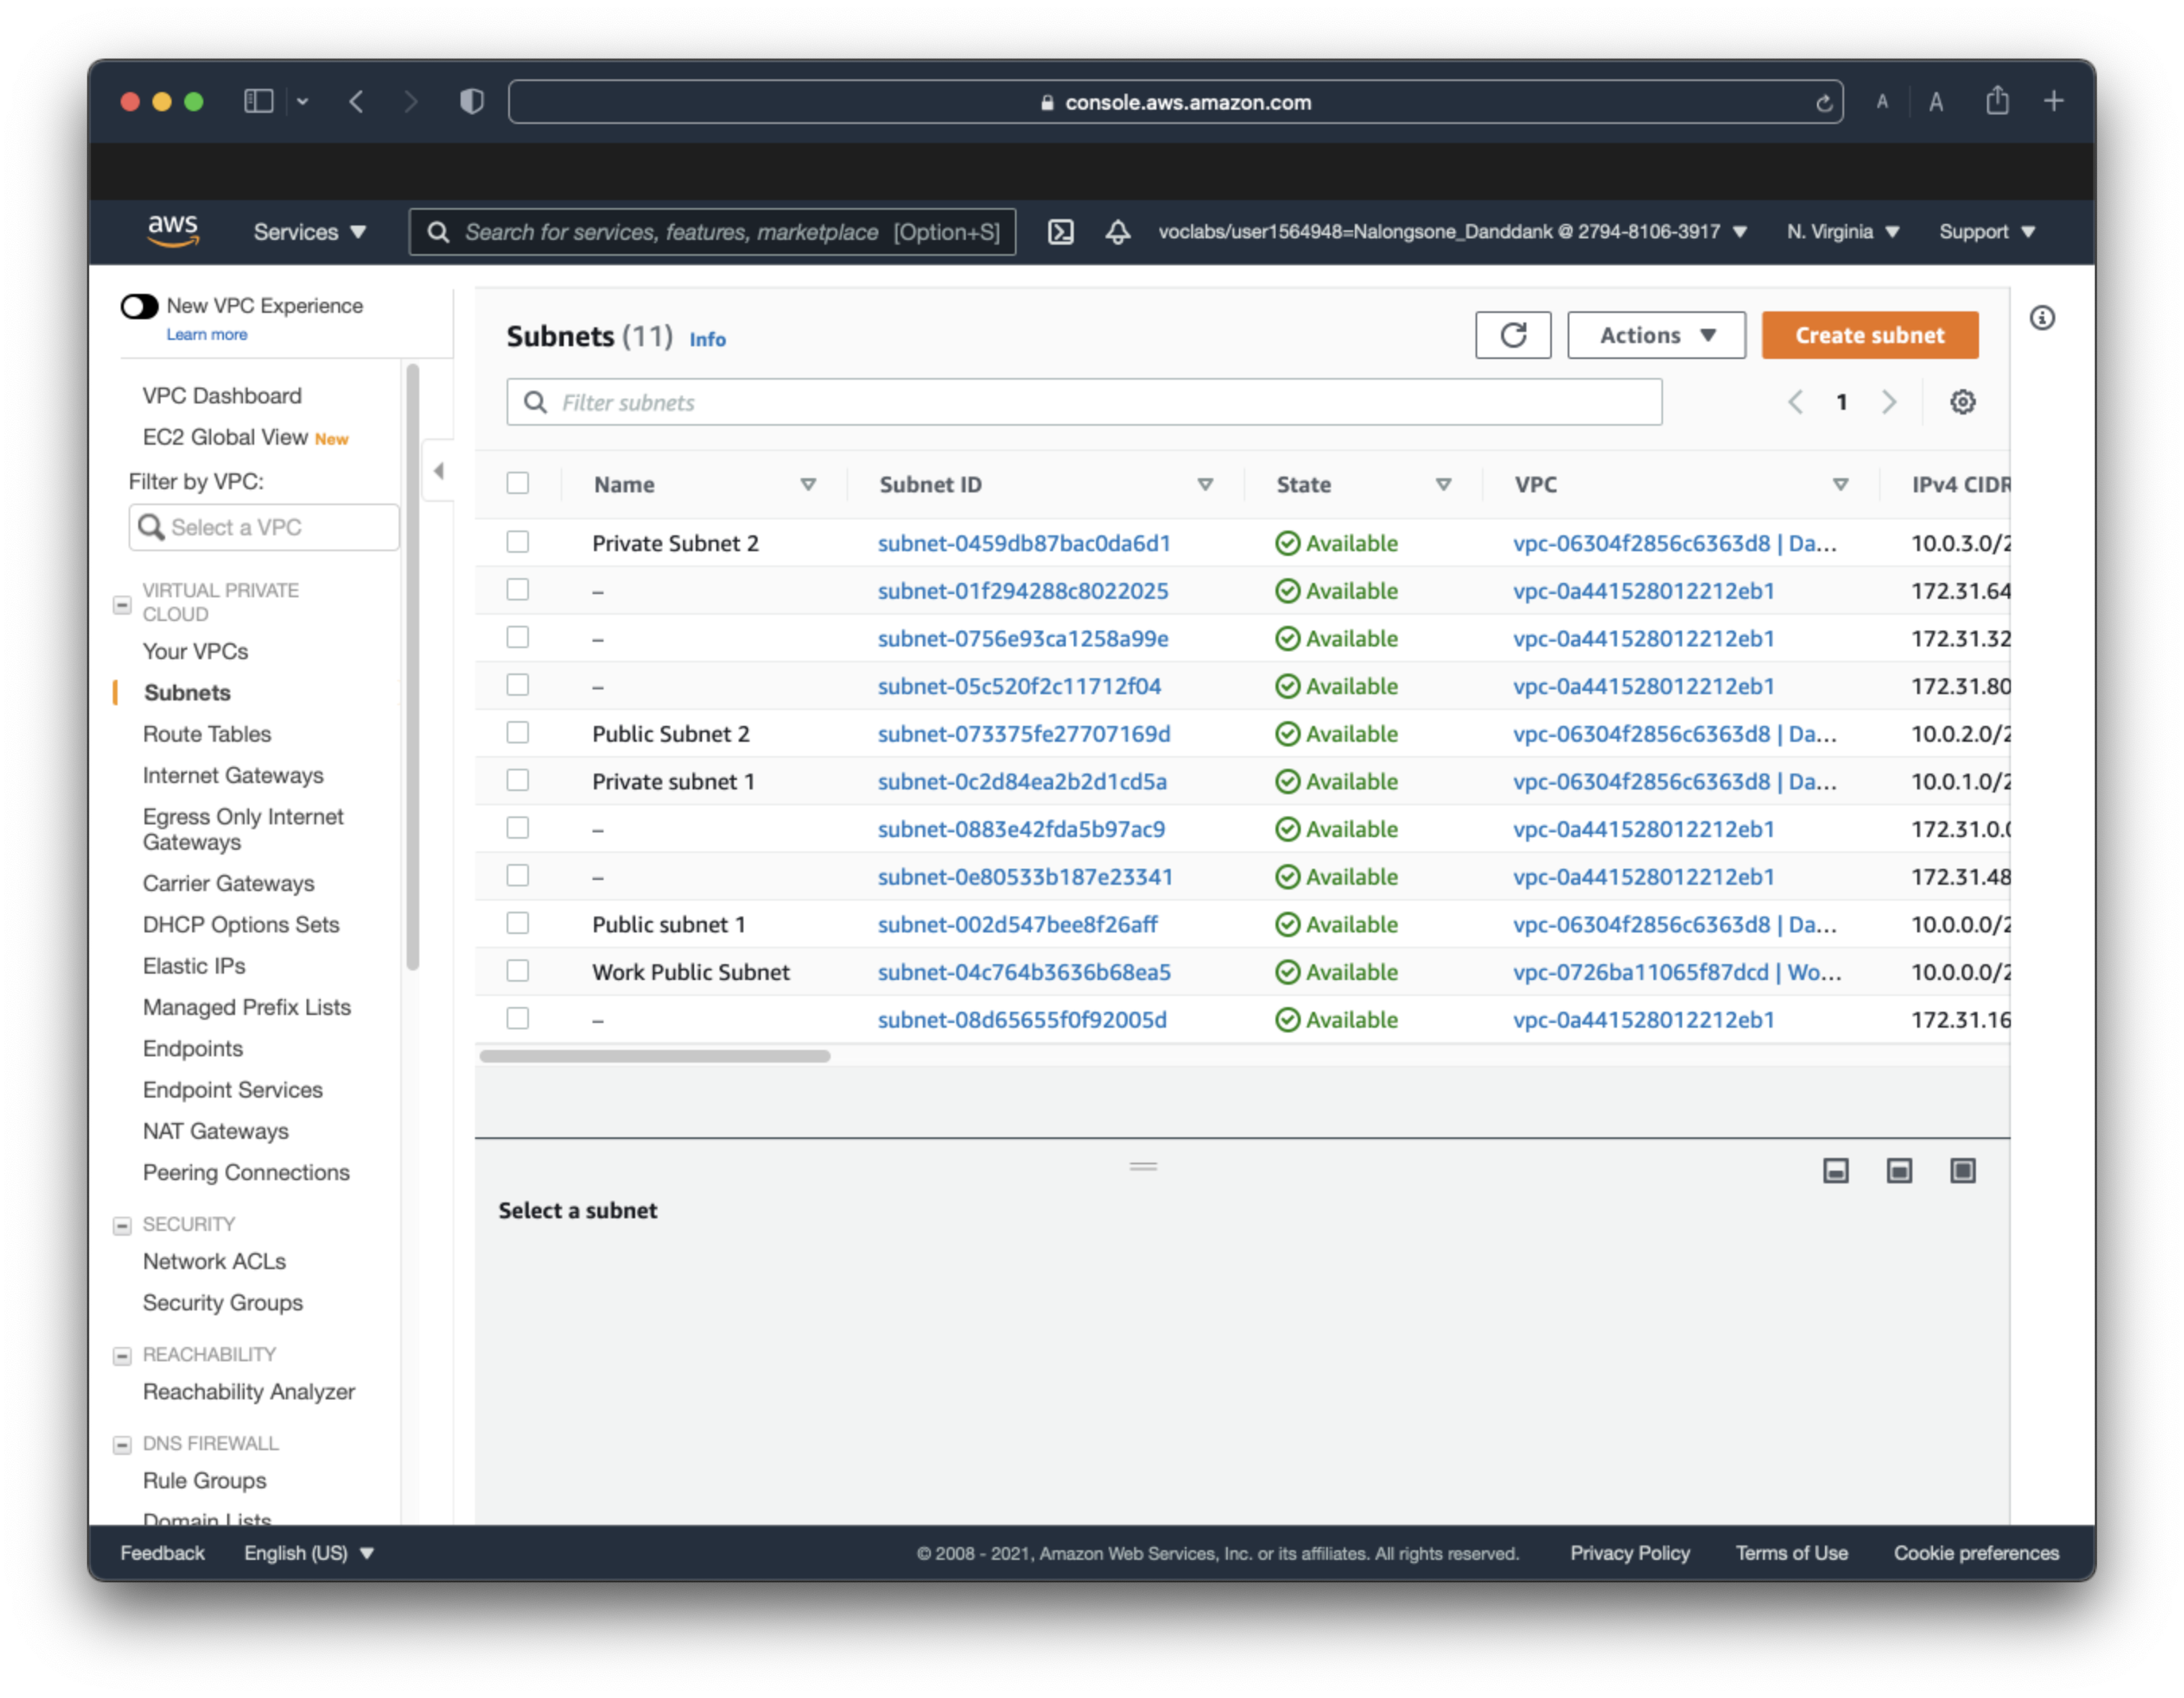 console.aws.amazon.com
A A
aws Services Search for services, features, marketplace [Option+S] voclabs/user1564948=Nalongsone_Danddank @ 2794-8106-3917 N. Virginia Support
New VPC Experience
Learn more
VPC Dashboard
EC2 Global View New
Filter by VPC:
Select a VPC
VIRTUAL PRIVATE
CLOUD
Your VPCs
Subnets
Route Tables
Internet Gateways
Egress Only Internet
Gateways
Carrier Gateways
DHCP Options Sets
Elastic IPs
Managed Prefix Lists
Endpoints
Endpoint Services
NAT Gateways
Peering Connections
SECURITY
Network ACLs
Security Groups
REACHABILITY
Reachability Analyzer
DNS FIREWALL
Rule Groups
Domain Lists
Subnets (11) Info
Actions Create subnet
Filter subnets
1
Name Subnet ID State VPC IPv4 CIDR
Private Subnet 2 subnet-0459db87bac0da6d1 Available vpc-06304f2856c6363d8 | Da... 10.0.3.0/2
– subnet-01f294288c8022025 Available vpc-0a441528012212eb1 172.31.64
– subnet-0756e93ca1258a99e Available vpc-0a441528012212eb1 172.31.32
– subnet-05c520f2c11712f04 Available vpc-0a441528012212eb1 172.31.80
Public Subnet 2 subnet-073375fe27707169d Available vpc-06304f2856c6363d8 | Da... 10.0.2.0/2
Private subnet 1 subnet-0c2d84ea2b2d1cd5a Available vpc-06304f2856c6363d8 | Da... 10.0.1.0/2
– subnet-0883e42fda5b97ac9 Available vpc-0a441528012212eb1 172.31.0.0
– subnet-0e80533b187e23341 Available vpc-0a441528012212eb1 172.31.48
Public subnet 1 subnet-002d547bee8f26aff Available vpc-06304f2856c6363d8 | Da... 10.0.0.0/2
Work Public Subnet subnet-04c764b3636b68ea5 Available vpc-0726ba11065f87dcd | Wo... 10.0.0.0/2
– subnet-08d65655f0f92005d Available vpc-0a441528012212eb1 172.31.16
Select a subnet
Feedback English (US) © 2008 - 2021, Amazon Web Services, Inc. or its affiliates. All rights reserved. Privacy Policy Terms of Use Cookie preferences